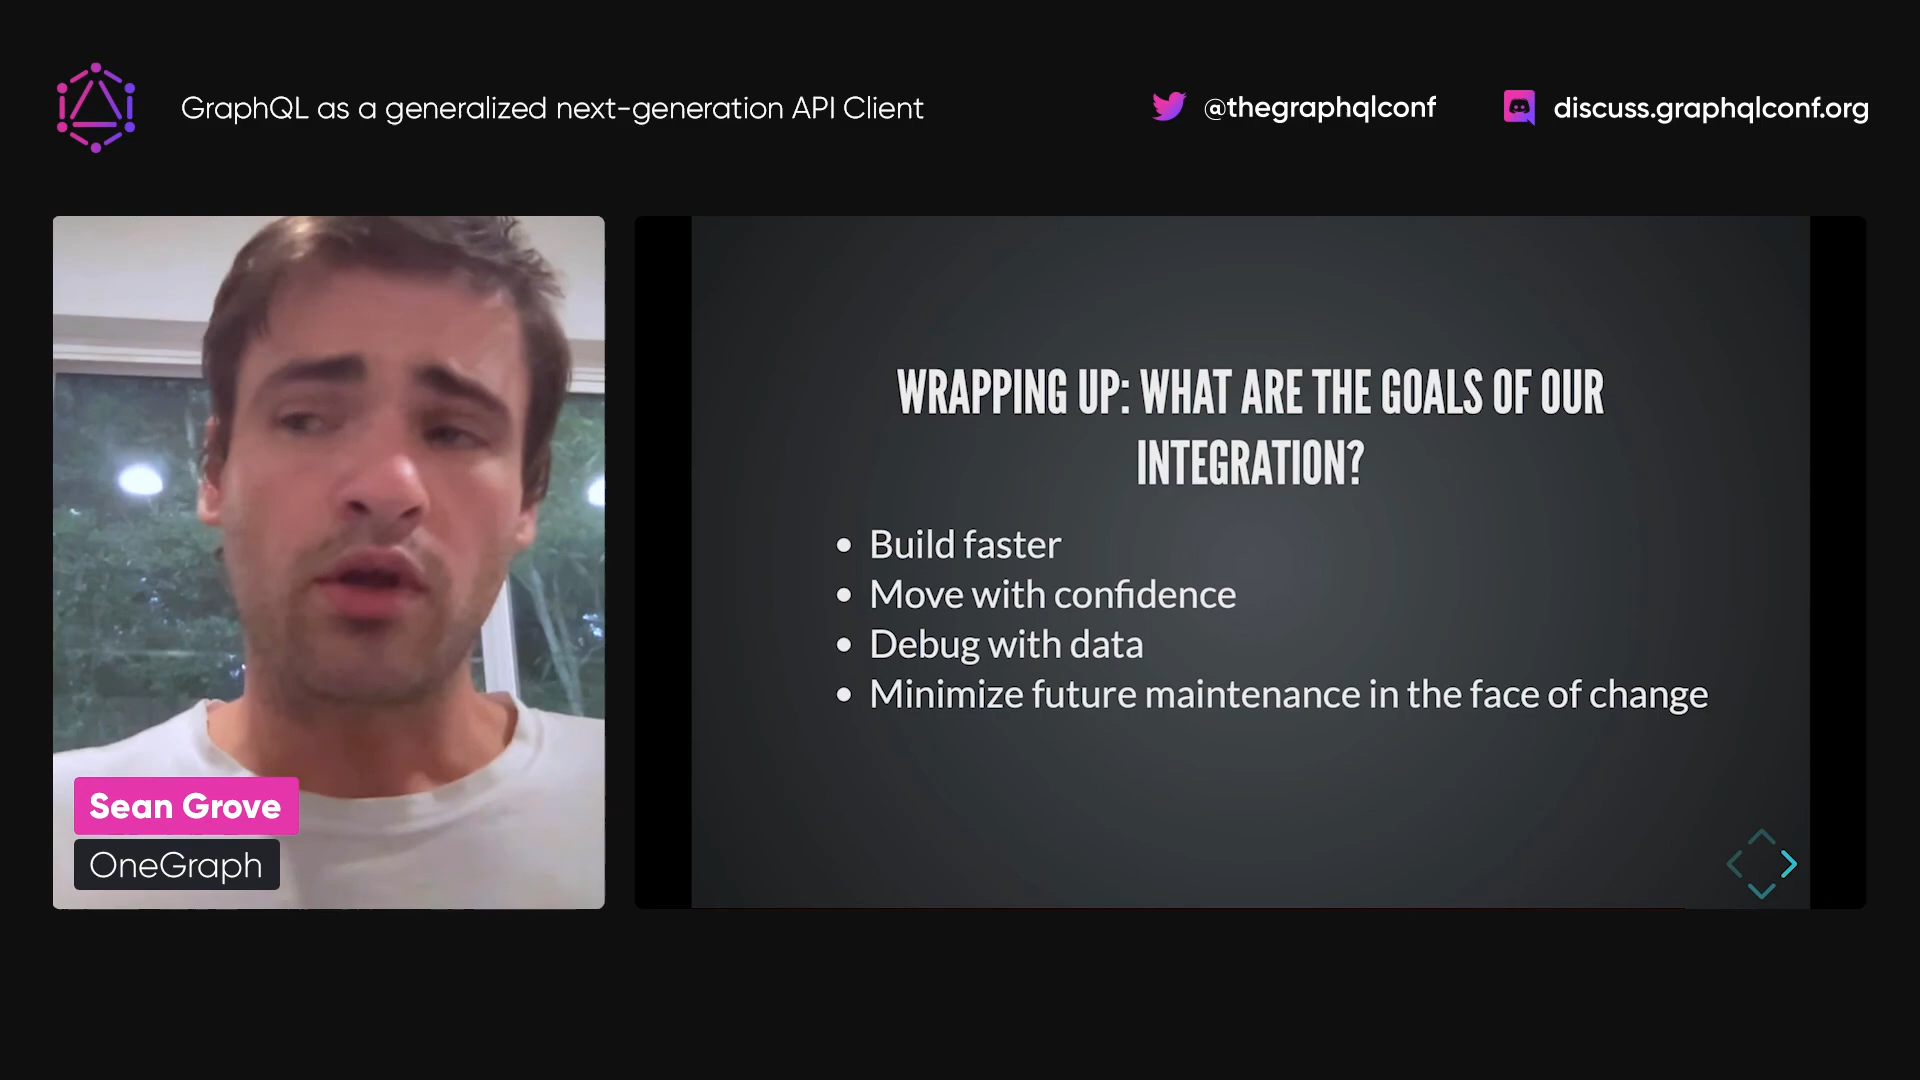 GraphQL as a generalized next-generation API Client
@thegraphqlconf
discuss.graphqlconf.org
WRAPPING UP: WHAT ARE THE GOALS OF OUR
INTEGRATION?
• Build faster
• Move with confidence
• Debug with data
• Minimize future maintenance in the face of change
Sean Grove
OneGraph